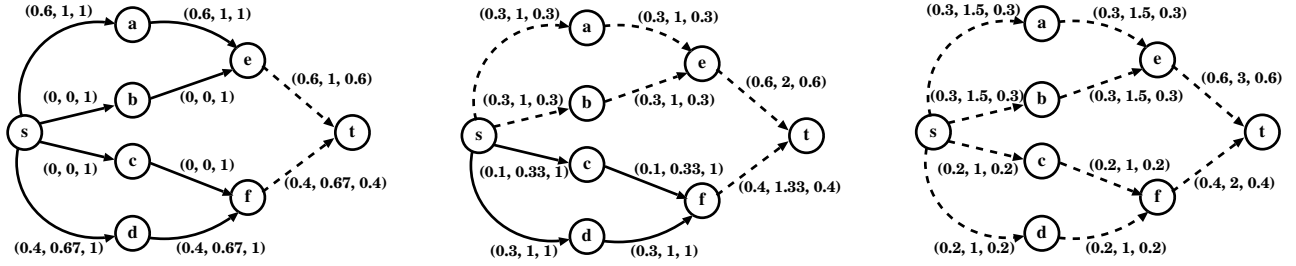 (0.6, 1, 1)
(0.6, 1, 1)
a
e
(0.6, 1, 0.6)
(0, 0, 1)
b
(0, 0, 1)
s
t
(0, 0, 1)
c
(0, 0, 1)
(0.4, 0.67, 0.4)
f
d
(0.4, 0.67, 1)
(0.4, 0.67, 1)
(0.3, 1, 0.3)
(0.3, 1, 0.3)
a
e
(0.6, 2, 0.6)
(0.3, 1, 0.3)
b
(0.3, 1, 0.3)
s
t
(0.1, 0.33, 1)
c
(0.1, 0.33, 1)
(0.4, 1.33, 0.4)
f
d
(0.3, 1, 1)
(0.3, 1, 1)
(0.3, 1.5, 0.3)
(0.3, 1.5, 0.3)
a
e
(0.6, 3, 0.6)
(0.3, 1.5, 0.3)
b
(0.3, 1.5, 0.3)
s
t
(0.2, 1, 0.2)
c
(0.2, 1, 0.2)
(0.4, 2, 0.4)
f
d
(0.2, 1, 0.2)
(0.2, 1, 0.2)